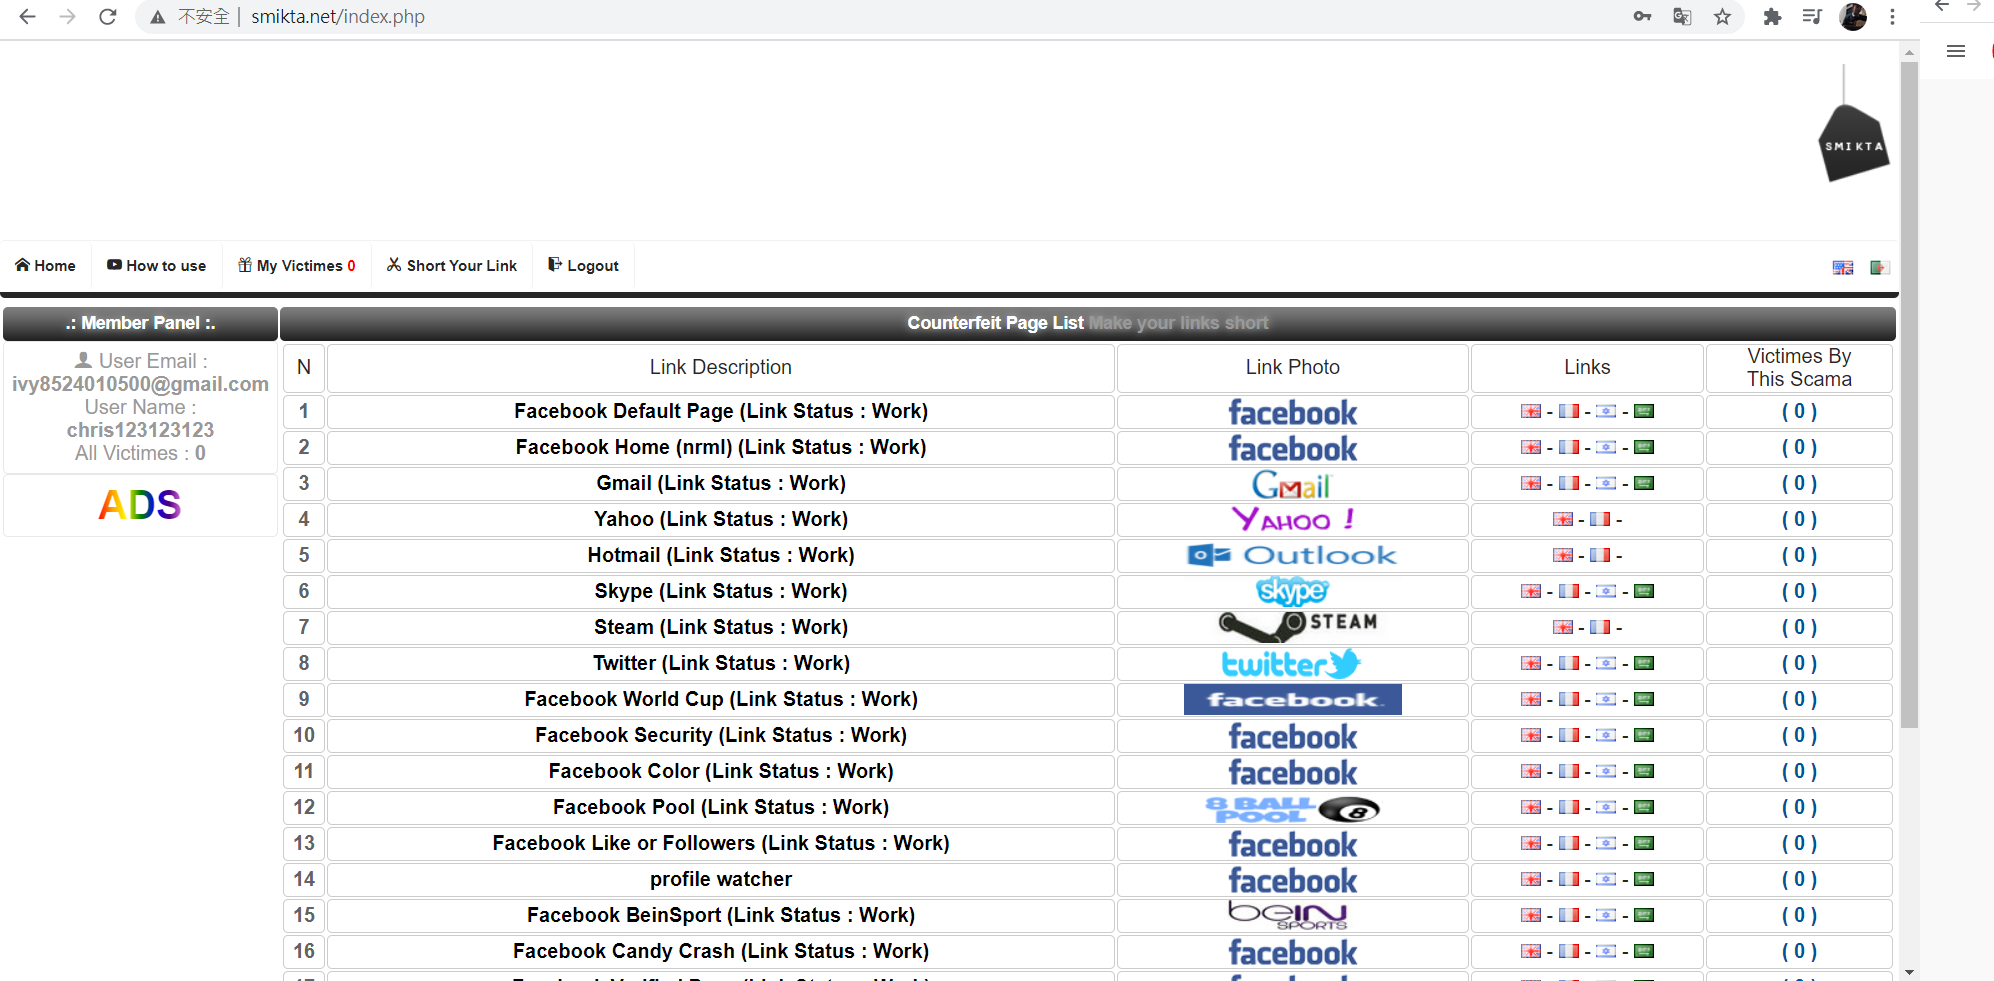 不安全 | smikta.net/index.php
SMIKTA
Home How to use My Victimes 0 Short Your Link Logout
.: Member Panel :.
User Email :
ivy8524010500@gmail.com
User Name :
chris123123123
All Victimes : 0
ADS
Counterfeit Page List Make your links short
N Link Description Link Photo Links Victimes By This Scama
1 Facebook Default Page (Link Status : Work) facebook - - - ( 0 )
2 Facebook Home (nrml) (Link Status : Work) facebook - - - ( 0 )
3 Gmail (Link Status : Work) Gmail - - - ( 0 )
4 Yahoo (Link Status : Work) YAHOO ! - - ( 0 )
5 Hotmail (Link Status : Work) Outlook - - ( 0 )
6 Skype (Link Status : Work) skype - - - ( 0 )
7 Steam (Link Status : Work) STEAM - - ( 0 )
8 Twitter (Link Status : Work) twitter - - - ( 0 )
9 Facebook World Cup (Link Status : Work) facebook - - - ( 0 )
10 Facebook Security (Link Status : Work) facebook - - - ( 0 )
11 Facebook Color (Link Status : Work) facebook - - - ( 0 )
12 Facebook Pool (Link Status : Work) 8 BALL POOL 8 - - - ( 0 )
13 Facebook Like or Followers (Link Status : Work) facebook - - - ( 0 )
14 profile watcher facebook - - - ( 0 )
15 Facebook BeinSport (Link Status : Work) beIN SPORTS - - - ( 0 )
16 Facebook Candy Crash (Link Status : Work) facebook - - - ( 0 )